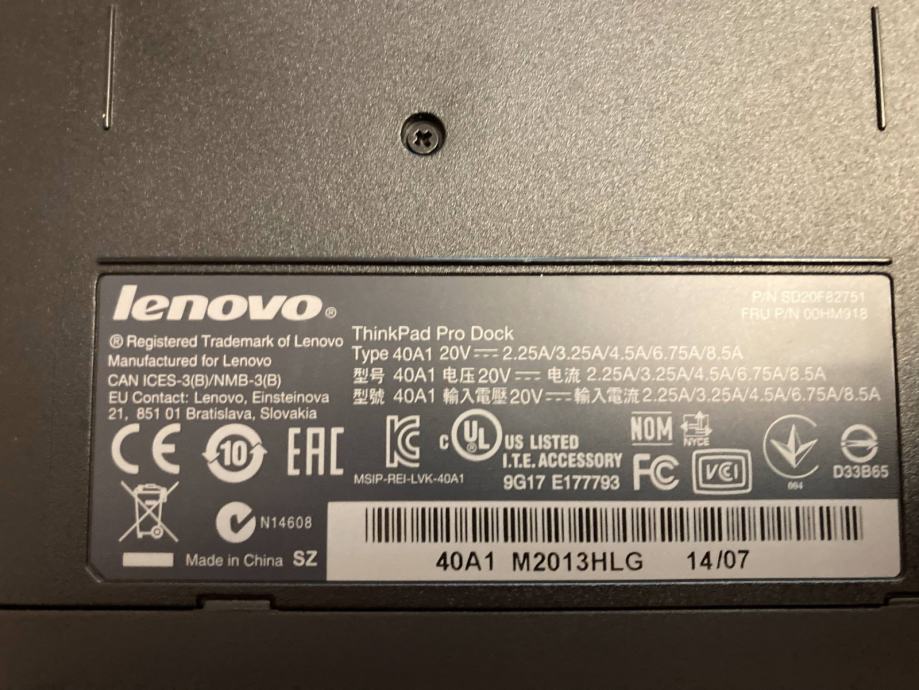 lenovo®
P/N SD20F82751
FRU P/N 00HM918
® Registered Trademark of Lenovo
Manufactured for Lenovo
CAN ICES-3(B)/NMB-3(B)
EU Contact: Lenovo, Einsteinova
21, 851 01 Bratislava, Slovakia
ThinkPad Pro Dock
Type 40A1 20V⎓ 2.25A/3.25A/4.5A/6.75A/8.5A
型号 40A1 电压20V⎓ 电流 2.25A/3.25A/4.5A/6.75A/8.5A
型號 40A1 輸入電壓20V⎓輸入電流2.25A/3.25A/4.5A/6.75A/8.5A
CE 10 EAC
MSIP-REI-LVK-40A1
c UL US LISTED
I.T.E. ACCESSORY
9G17 E177793
NOM NYCE
FC VCI
004
D33B65
N14608
Made in China SZ
40A1 M2013HLG 14/07